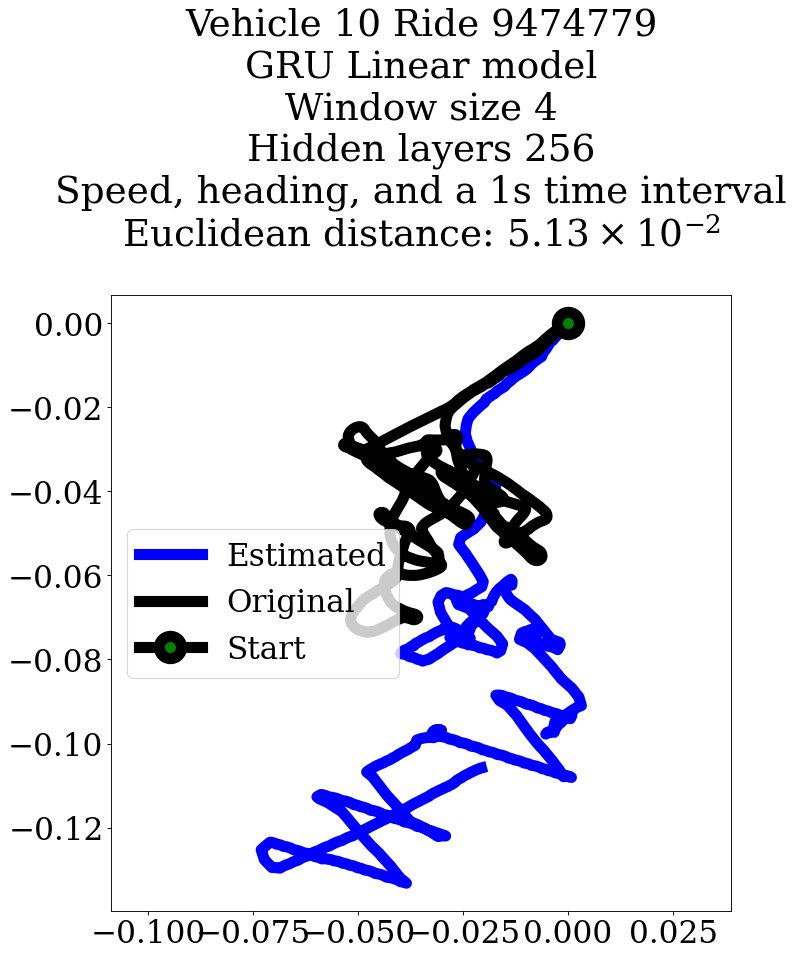 Vehicle 10 Ride 9474779
GRU Linear model
Window size 4
Hidden layers 256
Speed, heading, and a 1s time interval
Euclidean distance: 5.13 × 10⁻²
0.00
−0.02
−0.04
−0.06
−0.08
−0.10
−0.12
Estimated
Original
Start
−0.100 −0.075 −0.050 −0.025 0.000 0.025